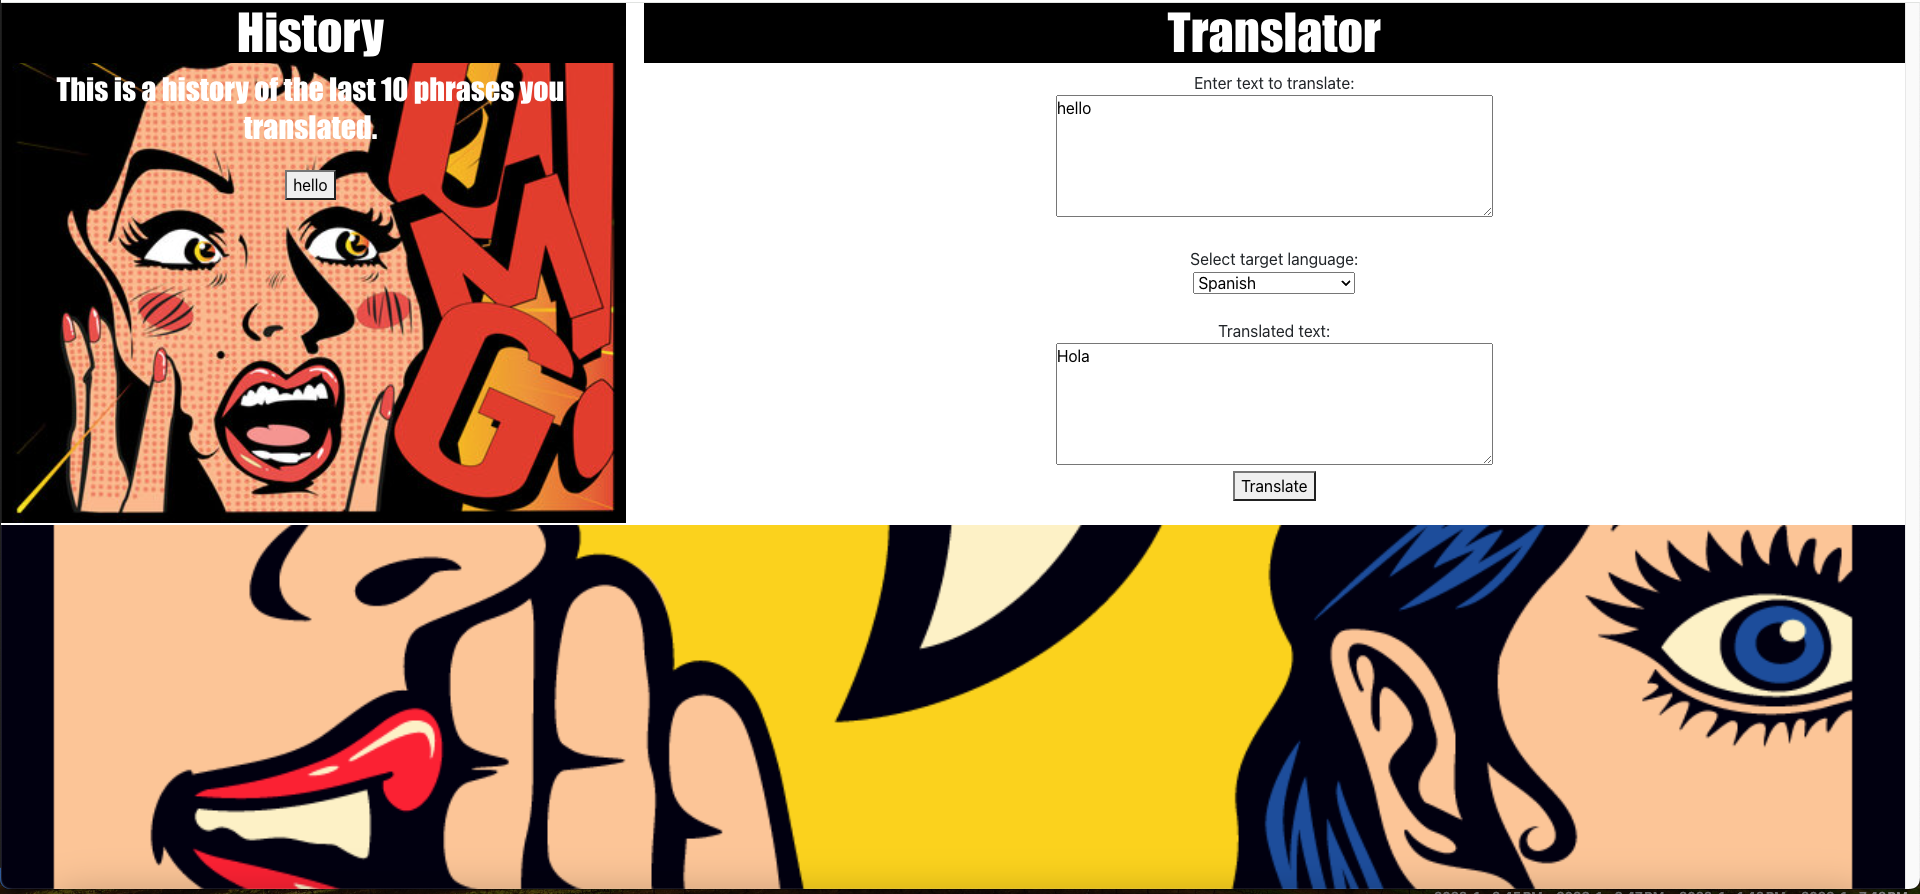 History
This is a history of the last 10 phrases you
translated.
hello
OMG!
Translator
Enter text to translate:
hello
Select target language:
Spanish
Translated text:
Hola
Translate